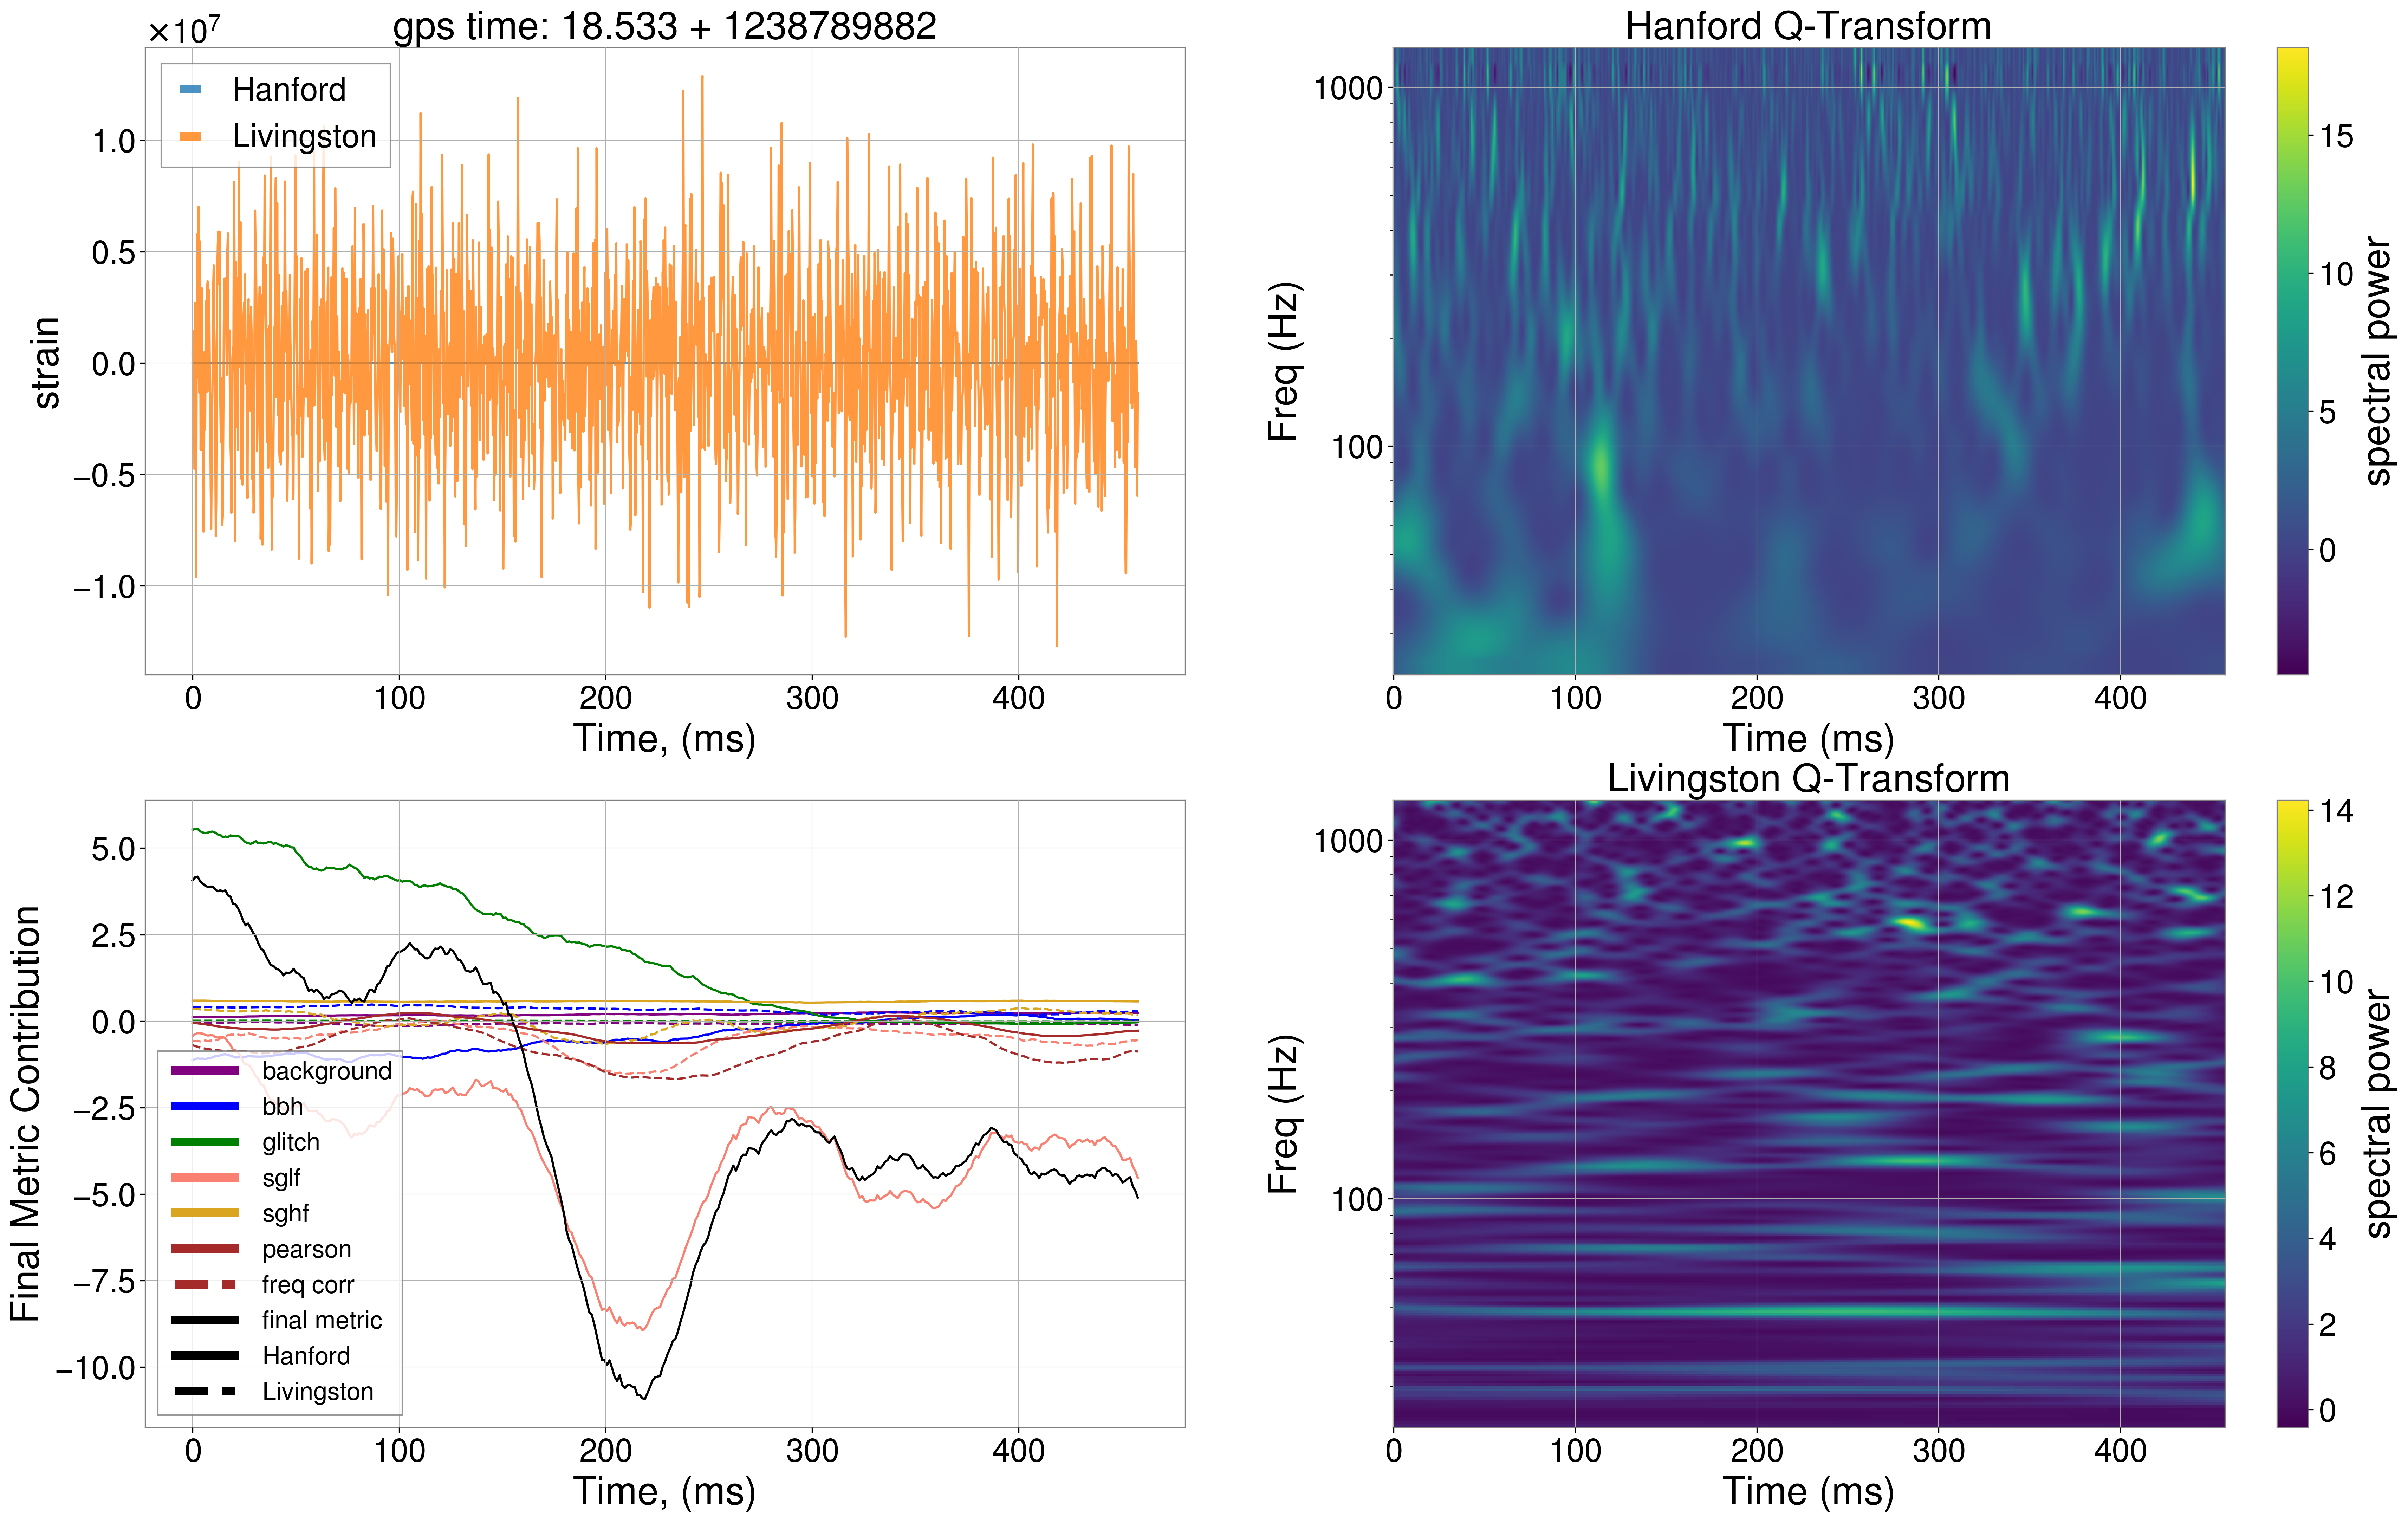 ×10⁷
gps time: 18.533 + 1238789882
Hanford
Livingston
1.0
0.5
0.0
−0.5
−1.0
strain
0 100 200 300 400
Time, (ms)
Hanford Q-Transform
1000
100
Freq (Hz)
0 100 200 300 400
Time (ms)
15
10
5
0
spectral power
5.0
2.5
0.0
−2.5
−5.0
−7.5
−10.0
Final Metric Contribution
background
bbh
glitch
sglf
sghf
pearson
freq corr
final metric
Hanford
Livingston
0 100 200 300 400
Time, (ms)
Livingston Q-Transform
1000
100
Freq (Hz)
0 100 200 300 400
Time (ms)
14
12
10
8
6
4
2
0
spectral power